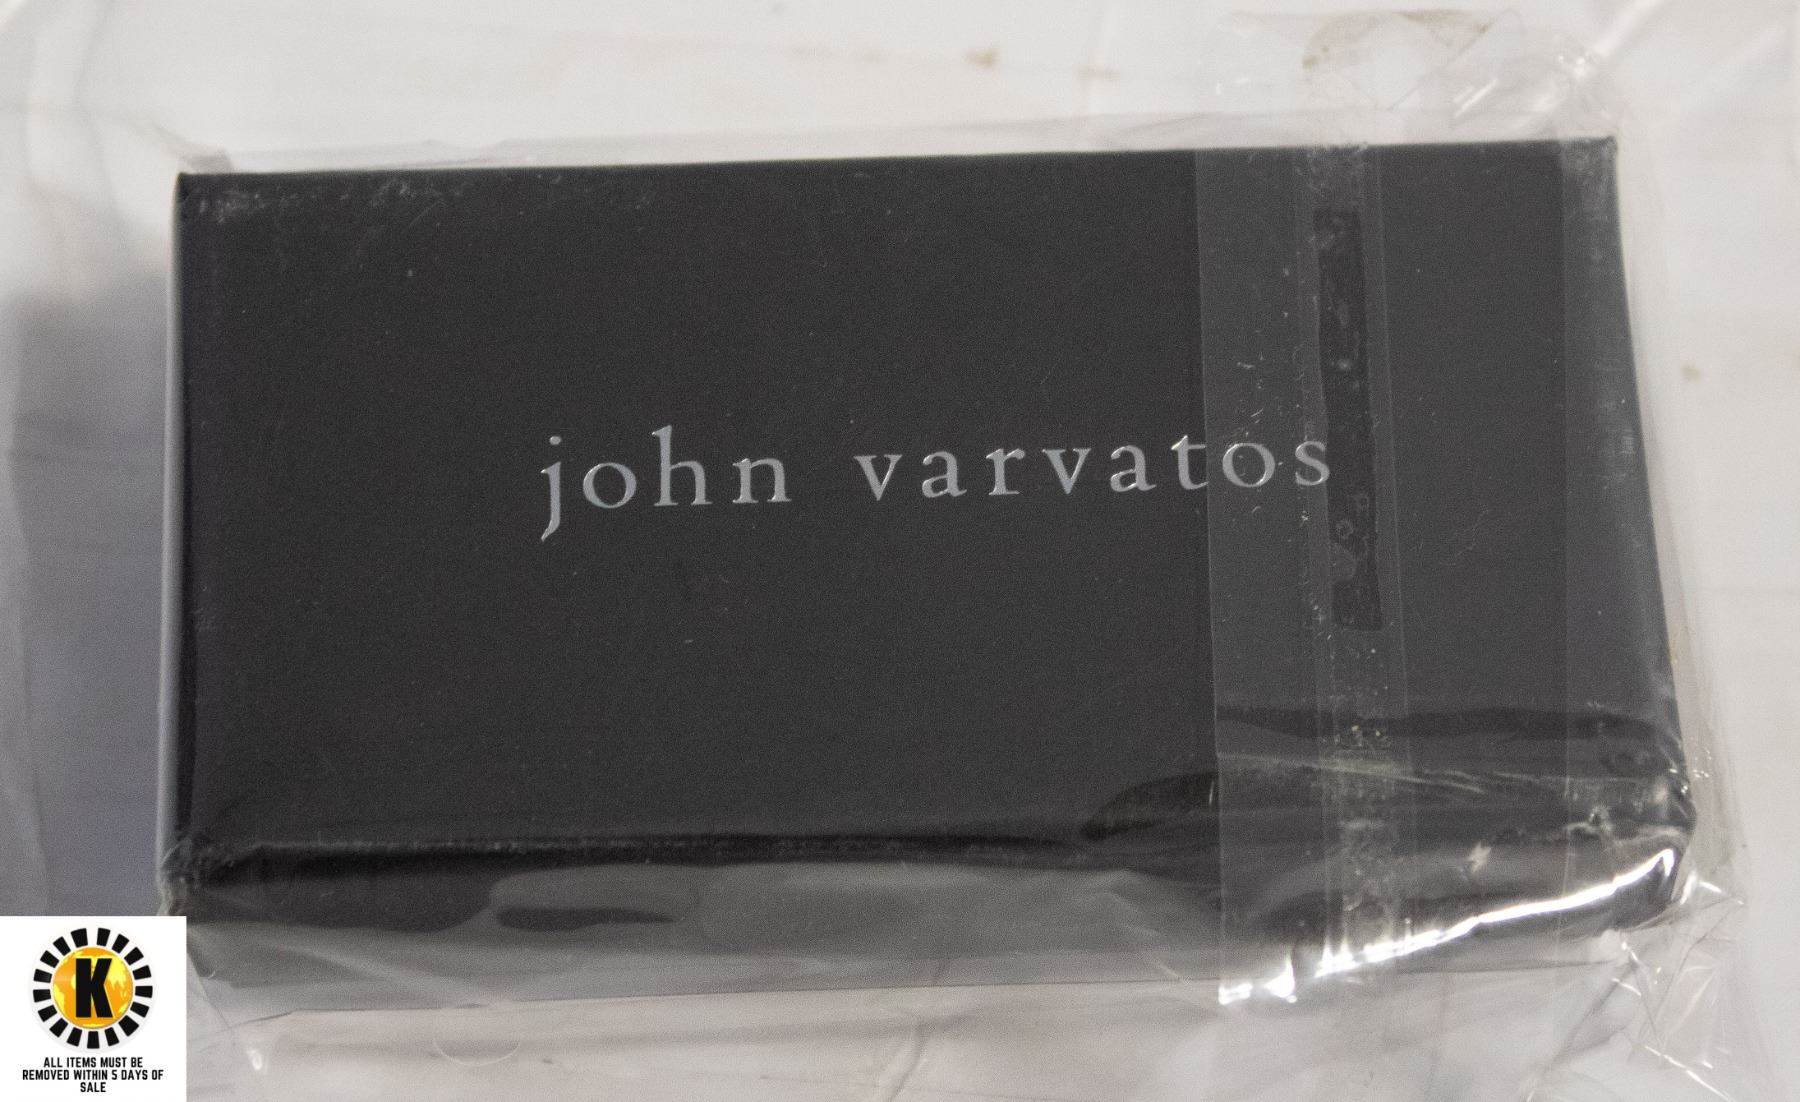 john varvatos
K
ALL ITEMS MUST BE
REMOVED WITHIN 5 DAYS OF
SALE